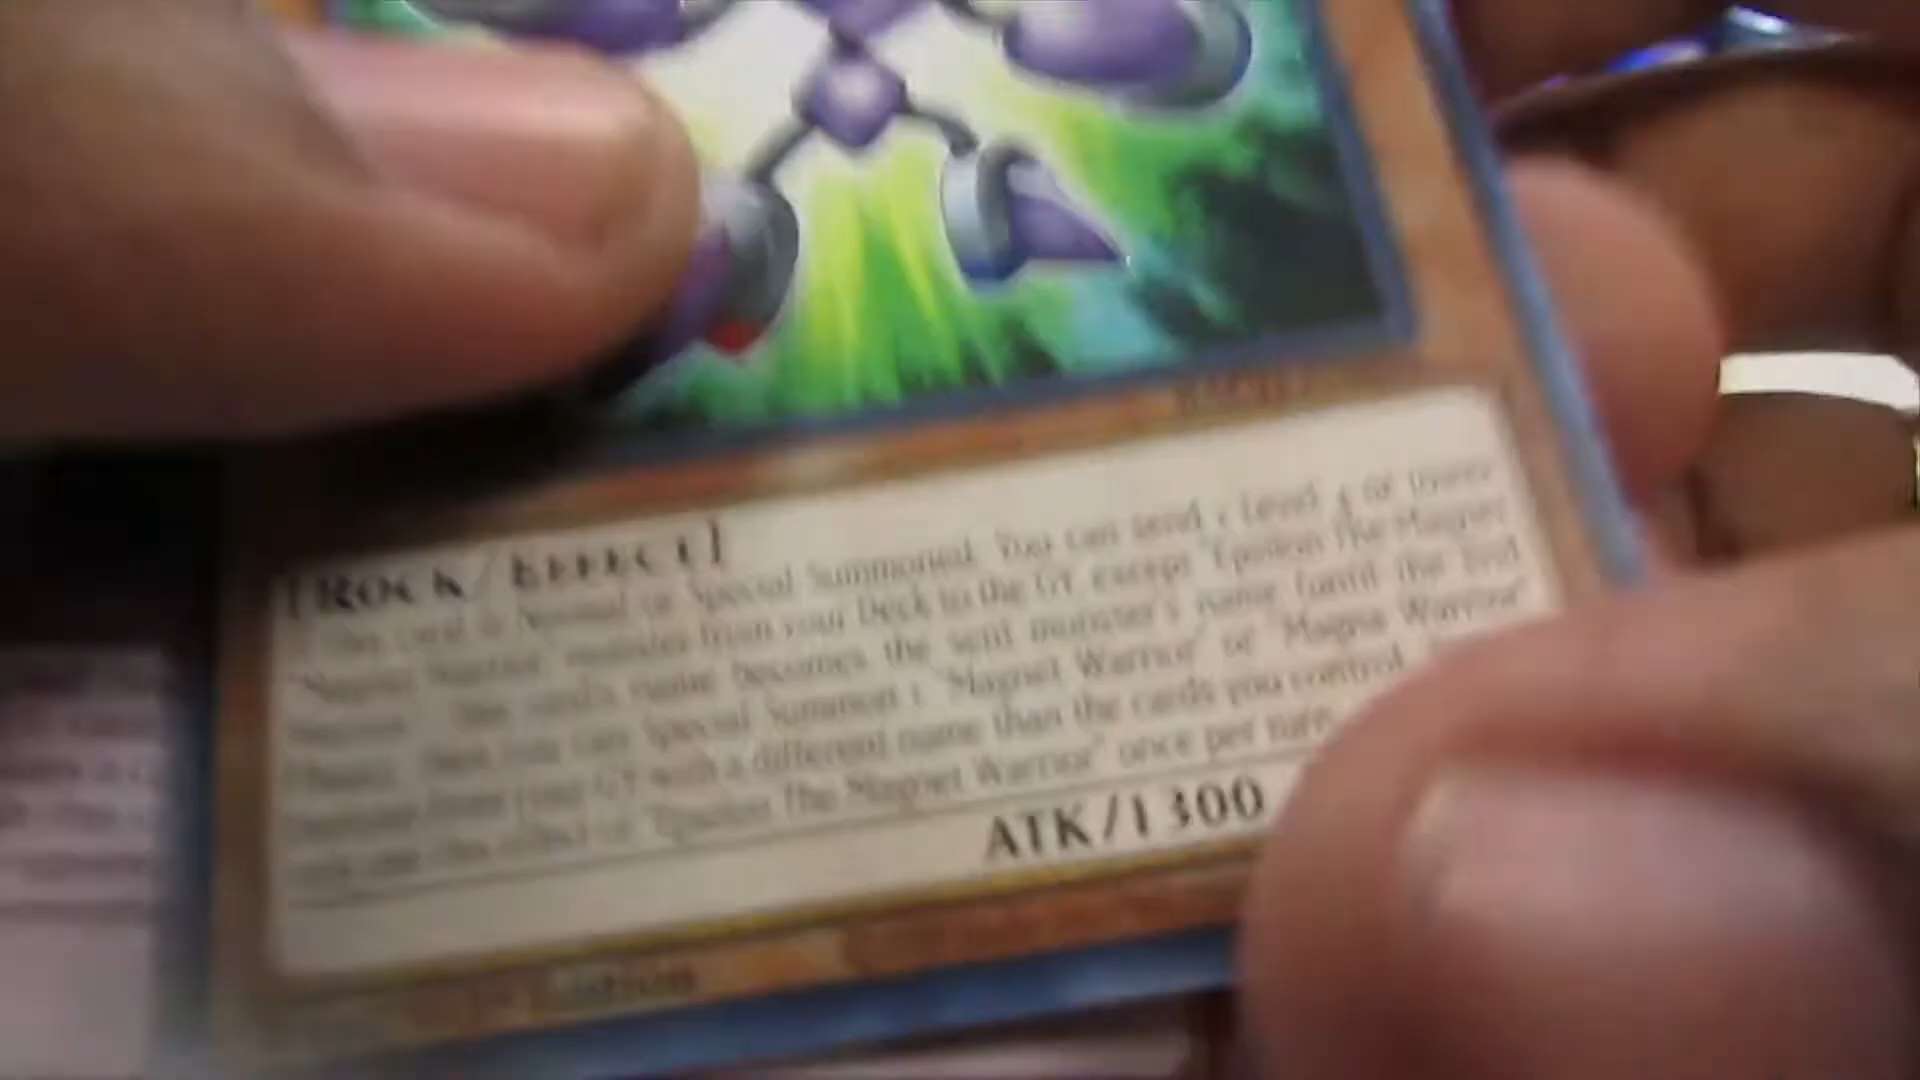 [ROCK/EFFECT]
If this card is Normal or Special Summoned: You can send 1 Level 4 or lower
"Magnet Warrior" monster from your Deck to the GY, except "Epsilon The Magnet
Warrior"; this card's name becomes the sent monster's name (until the End
Phase), then you can Special Summon 1 "Magnet Warrior" or "Magna Warrior"
monster from your GY with a different name than the cards you control.
only use this effect of "Epsilon The Magnet Warrior" once per turn.
ATK/1300
Edition